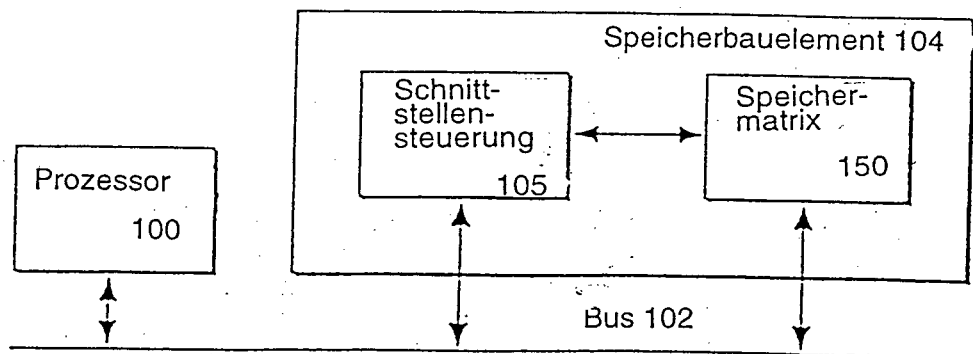 Speicherbauelement 104
Schnitt-
stellen-
steuerung
105
Speicher-
matrix
150
Prozessor
100
Bus 102